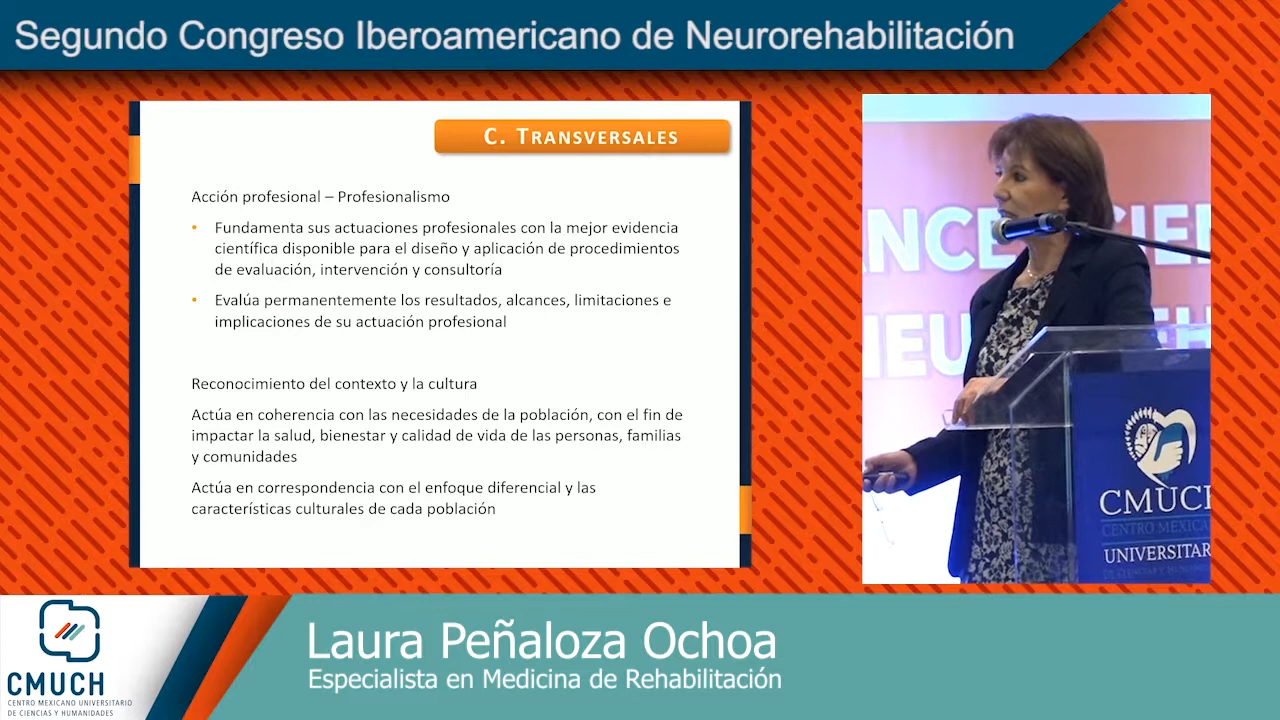 Segundo Congreso Iberoamericano de Neurorehabilitación
C. TRANSVERSALES
Acción profesional – Profesionalismo
• Fundamenta sus actuaciones profesionales con la mejor evidencia
científica disponible para el diseño y aplicación de procedimientos
de evaluación, intervención y consultoría
• Evalúa permanentemente los resultados, alcances, limitaciones e
implicaciones de su actuación profesional
Reconocimiento del contexto y la cultura
Actúa en coherencia con las necesidades de la población, con el fin de
impactar la salud, bienestar y calidad de vida de las personas, familias
y comunidades
Actúa en correspondencia con el enfoque diferencial y las
características culturales de cada población
ANCE
CIE
NEU
EH
CMUCH
CENTRO MEXICA
UNIVERSITAR
Laura Peñaloza Ochoa
Especialista en Medicina de Rehabilitación
CMUCH
CENTRO MEXICANO UNIVERSITARIO
DE CIENCIAS Y HUMANIDADES